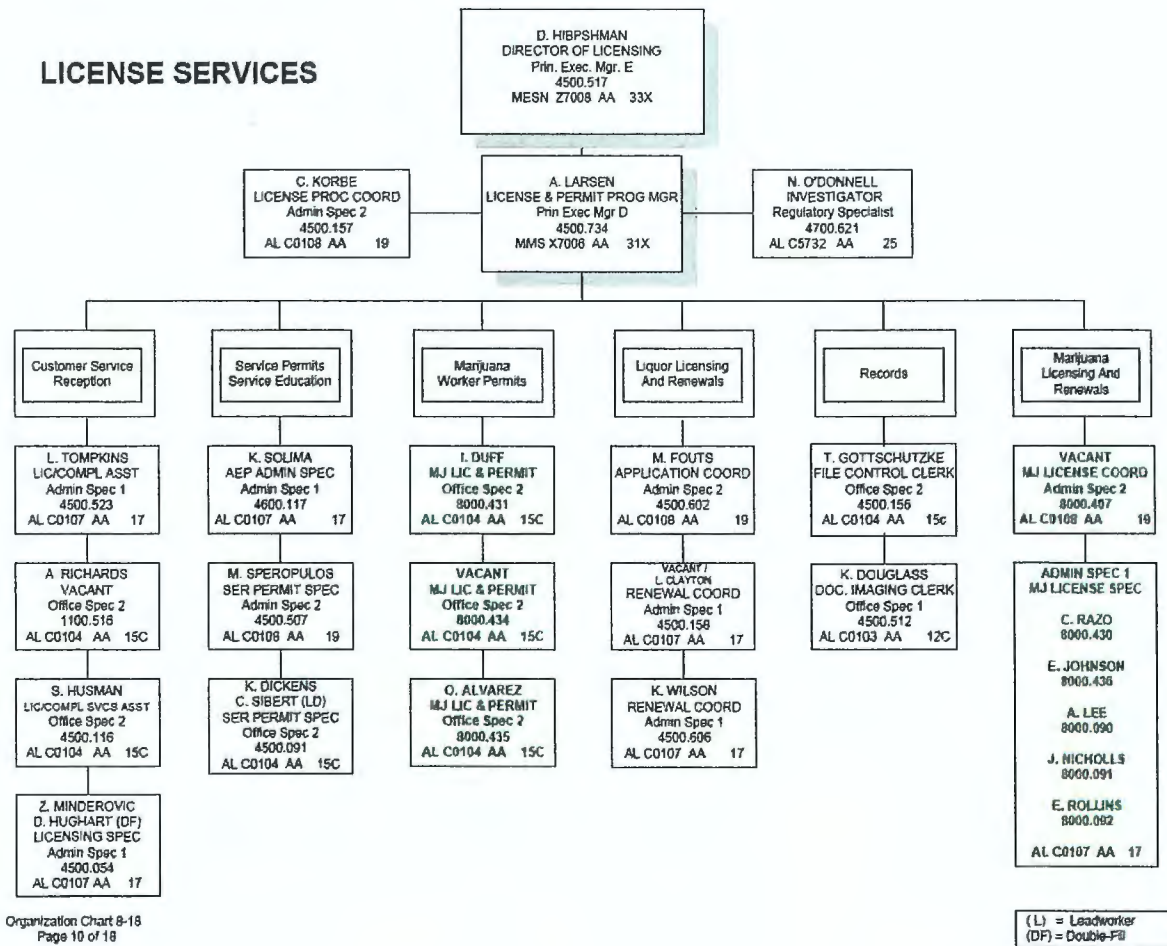 LICENSE SERVICES
D. HIBPSHMAN
DIRECTOR OF LICENSING
Prin. Exec. Mgr. E
4500.517
MESN Z7008 AA 33X
C. KORBE
LICENSE PROC COORD
Admin Spec 2
4500.157
AL C0108 AA 19
A. LARSEN
LICENSE & PERMIT PROG MGR
Prin Exec Mgr D
4500.734
MMS X7006 AA 31X
N. O'DONNELL
INVESTIGATOR
Regulatory Specialist
4700.621
AL C5732 AA 25
Customer Service
Reception
L. TOMPKINS
LIC/COMPL ASST
Admin Spec 1
4500.523
AL C0107 AA 17
A RICHARDS
VACANT
Office Spec 2
1100.516
AL C0104 AA 15C
S. HUSMAN
LIC/COMPL SVCS ASST
Office Spec 2
4500.116
AL C0104 AA 15C
Z. MINDEROVIC
D. HUGHART (DF)
LICENSING SPEC
Admin Spec 1
4500.054
AL C0107 AA 17
Service Permits
Service Education
K. SOLIMA
AEP ADMIN SPEC
Admin Spec 1
4600.117
AL C0107 AA 17
M. SPEROPULOS
SER PERMIT SPEC
Admin Spec 2
4500.507
AL C0108 AA 19
K. DICKENS
C. SIBERT (LD)
SER PERMIT SPEC
Office Spec 2
4500.091
AL C0104 AA 15C
Marijuana
Worker Permits
I. DUFF
MJ LIC & PERMIT
Office Spec 2
8000.431
AL C0104 AA 15C
VACANT
MJ LIC & PERMIT
Office Spec 2
8000.434
AL C0104 AA 15C
O. ALVAREZ
MJ LIC & PERMIT
Office Spec 2
8000.435
AL C0104 AA 15C
Liquor Licensing
And Renewals
M. FOUTS
APPLICATION COORD
Admin Spec 2
4500.602
AL C0108 AA 19
VACANT /
L. CLAYTON
RENEWAL COORD
Admin Spec 1
4500.158
AL C0107 AA 17
K. WILSON
RENEWAL COORD
Admin Spec 1
4500.606
AL C0107 AA 17
Records
T. GOTTSCHUTZKE
FILE CONTROL CLERK
Office Spec 2
4500.156
AL C0104 AA 15c
K. DOUGLASS
DOC. IMAGING CLERK
Office Spec 1
4500.512
AL C0103 AA 12C
Marijuana
Licensing And
Renewals
VACANT
MJ LICENSE COORD
Admin Spec 2
8000.407
AL C0108 AA 19
ADMIN SPEC 1
MJ LICENSE SPEC
C. RAZO
8000.430
E. JOHNSON
8000.436
A. LEE
8000.090
J. NICHOLLS
8000.091
E. ROLLINS
8000.092
AL C0107 AA 17
Organization Chart 8-18
Page 10 of 18
(L) = Leadworker
(DF) = Double-Fill